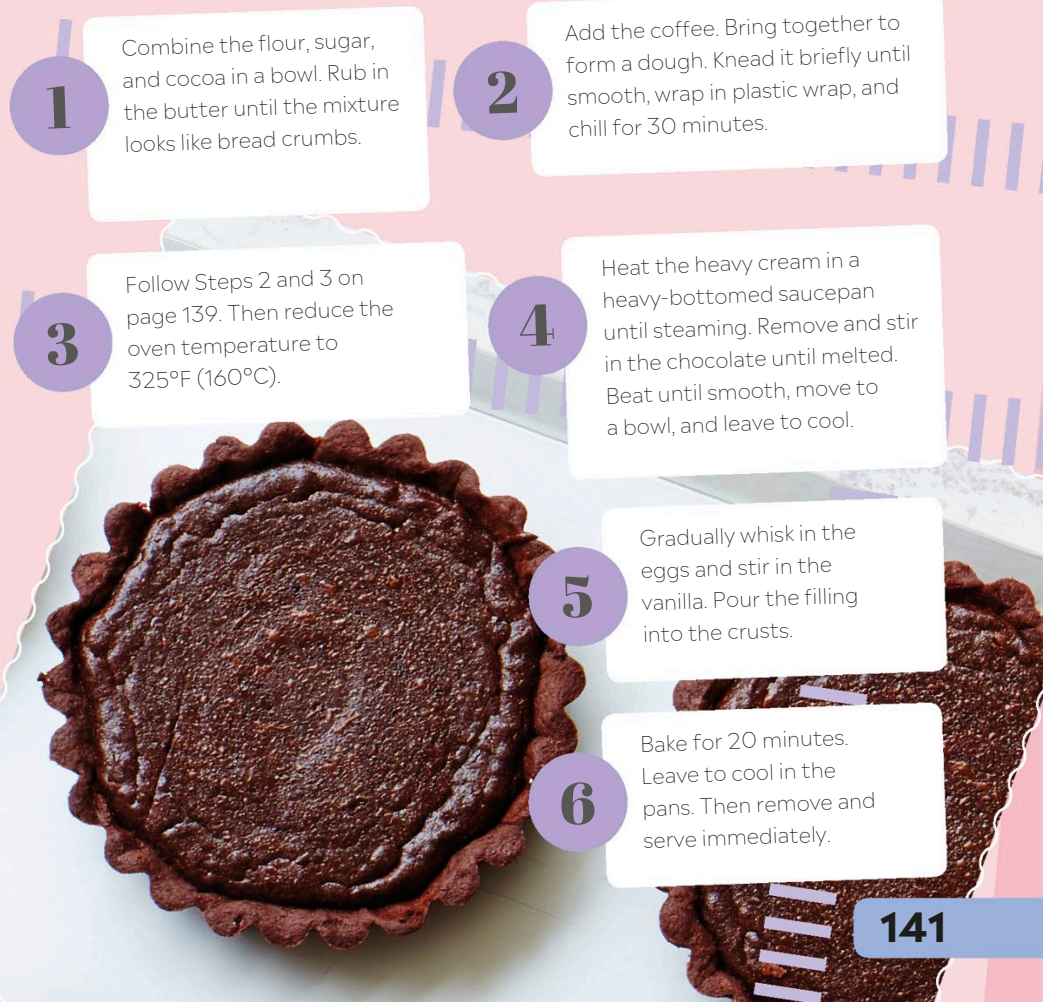 1
Combine the flour, sugar,
and cocoa in a bowl. Rub in
the butter until the mixture
looks like bread crumbs.
2
Add the coffee. Bring together to
form a dough. Knead it briefly until
smooth, wrap in plastic wrap, and
chill for 30 minutes.
3
Follow Steps 2 and 3 on
page 139. Then reduce the
oven temperature to
325°F (160°C).
4
Heat the heavy cream in a
heavy-bottomed saucepan
until steaming. Remove and stir
in the chocolate until melted.
Beat until smooth, move to
a bowl, and leave to cool.
5
Gradually whisk in the
eggs and stir in the
vanilla. Pour the filling
into the crusts.
6
Bake for 20 minutes.
Leave to cool in the
pans. Then remove and
serve immediately.
141